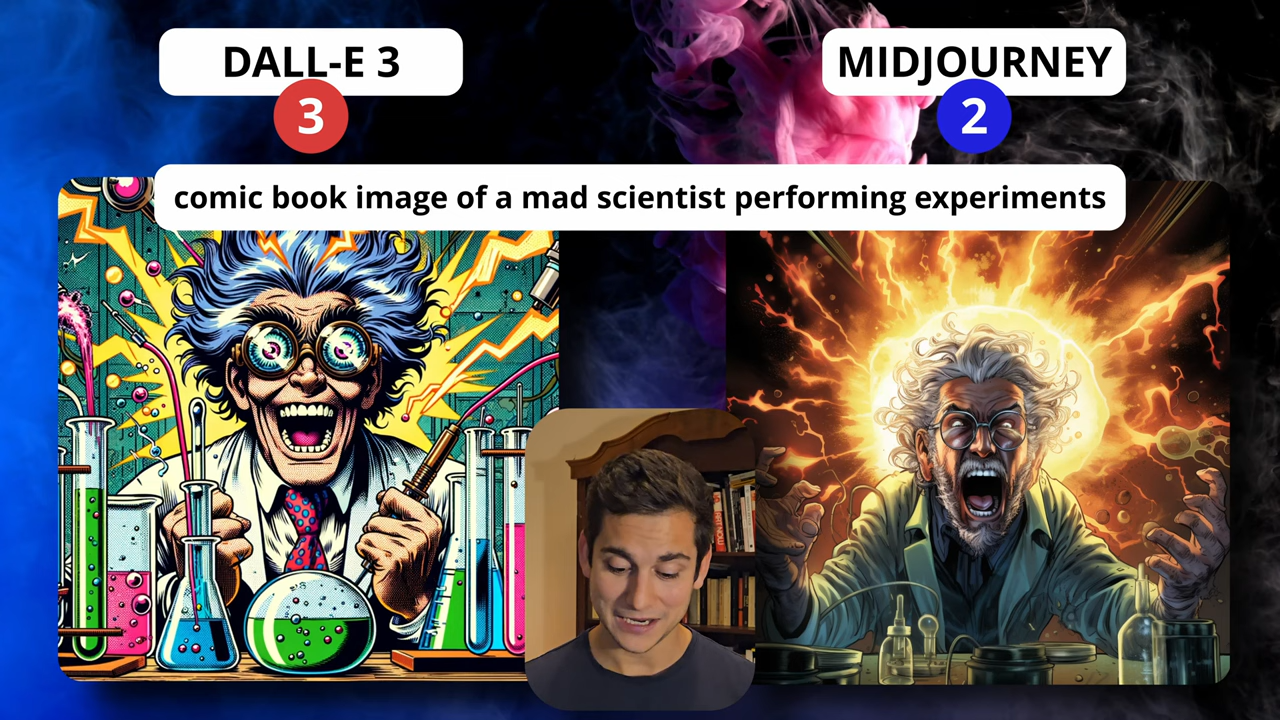 DALL-E 3
MIDJOURNEY
3
2
comic book image of a mad scientist performing experiments